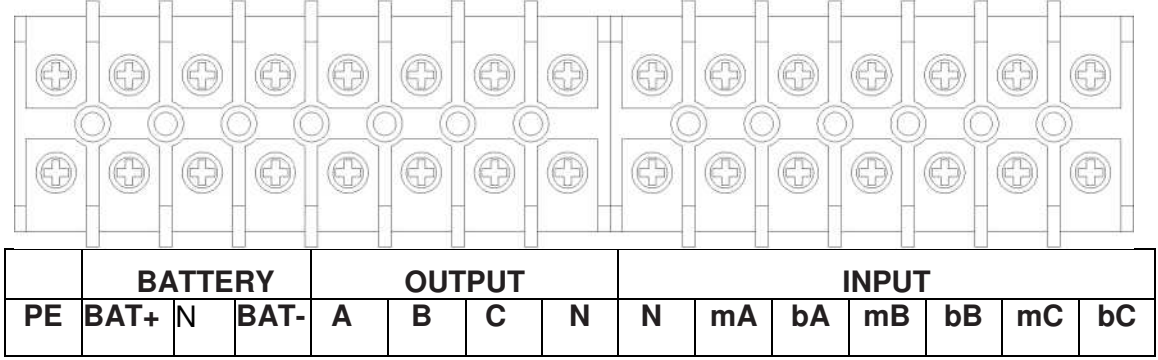 BATTERY OUTPUT INPUT
PE BAT+ N BAT- A B C N N mA bA mB bB mC bC